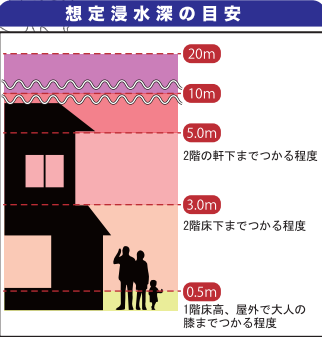 想定浸水深の目安
20m
10m
5.0m
2階の軒下までつかる程度
3.0m
2階床下までつかる程度
0.5m
1階床高、屋外で大人の
膝までつかる程度